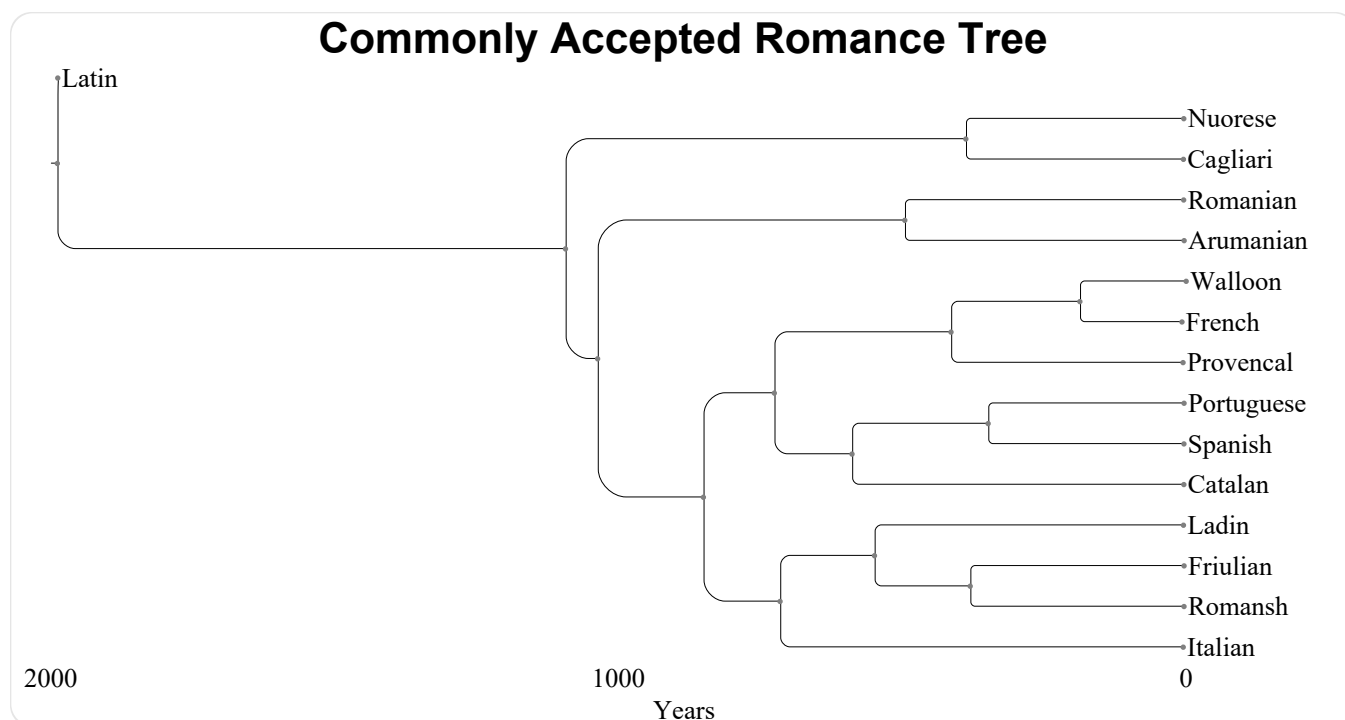 Commonly Accepted Romance Tree
Latin
Nuorese
Cagliari
Romanian
Arumanian
Walloon
French
Provencal
Portuguese
Spanish
Catalan
Ladin
Friulian
Romansh
Italian
2000 1000 0
Years